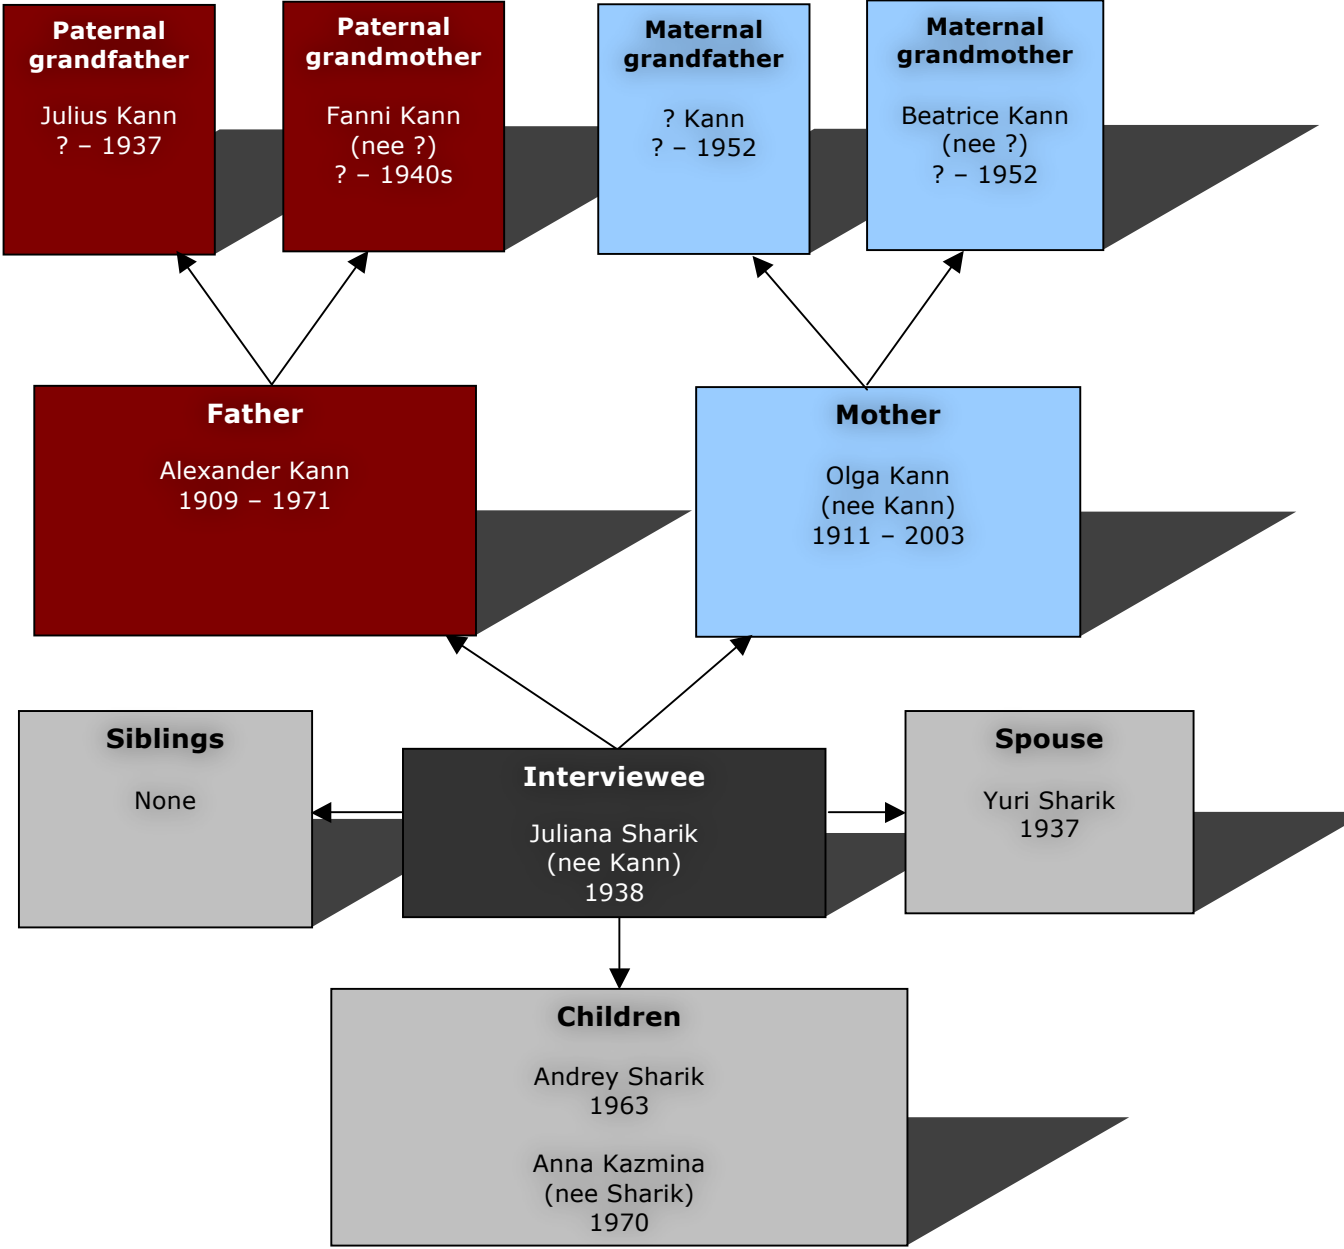 Paternal
grandfather
Julius Kann
? – 1937
Paternal
grandmother
Fanni Kann
(nee ?)
? – 1940s
Maternal
grandfather
? Kann
? – 1952
Maternal
grandmother
Beatrice Kann
(nee ?)
? – 1952
Father
Alexander Kann
1909 – 1971
Mother
Olga Kann
(nee Kann)
1911 – 2003
Siblings
None
Interviewee
Juliana Sharik
(nee Kann)
1938
Spouse
Yuri Sharik
1937
Children
Andrey Sharik
1963
Anna Kazmina
(nee Sharik)
1970